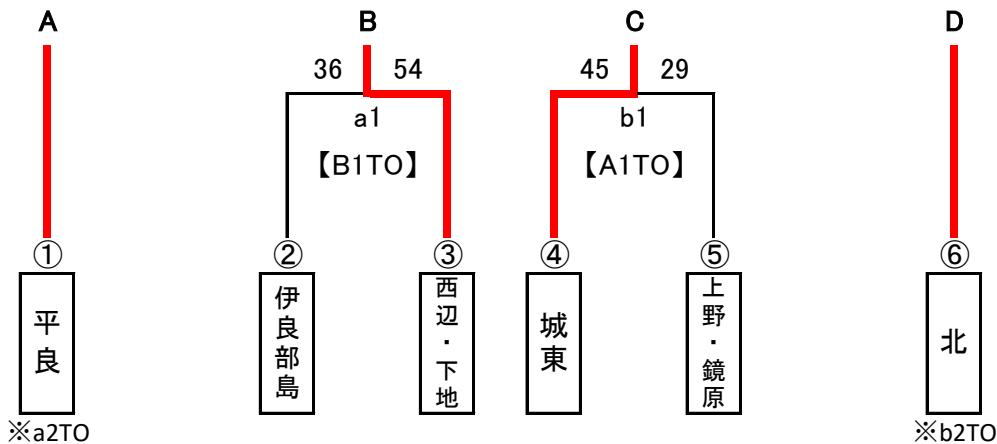 A
B
C
D
36 54
45 29
a1
b1
【B1TO】
【A1TO】
①
②
③
④
⑤
⑥
平良
伊良部島
西辺・下地
城東
上野・鏡原
北
※a2TO
※b2TO